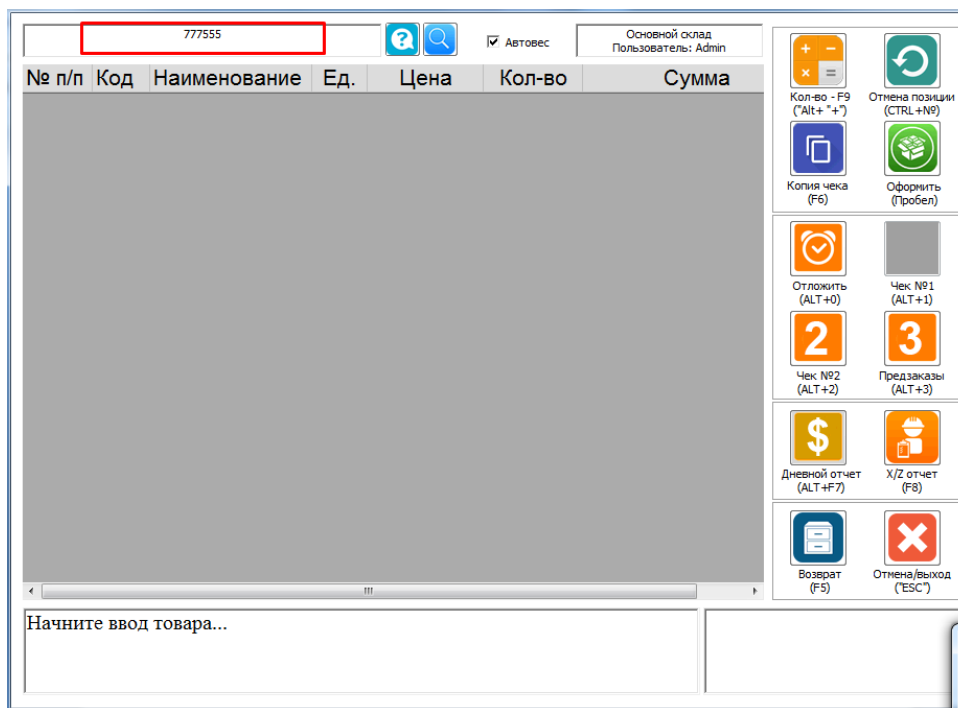 777555
Автовес
Основной склад
Пользователь: Admin
№ п/п Код Наименование Ед. Цена Кол-во Сумма
Кол-во - F9
("Alt+ "+")
Отмена позиции
(CTRL+№)
Копия чека
(F6)
Оформить
(Пробел)
Отложить
(ALT+0)
Чек №1
(ALT+1)
2
3
Чек №2
(ALT+2)
Предзаказы
(ALT+3)
$
Дневной отчет
(ALT+F7)
X/Z отчет
(F8)
Возврат
(F5)
Отмена/выход
("ESC")
Начните ввод товара...